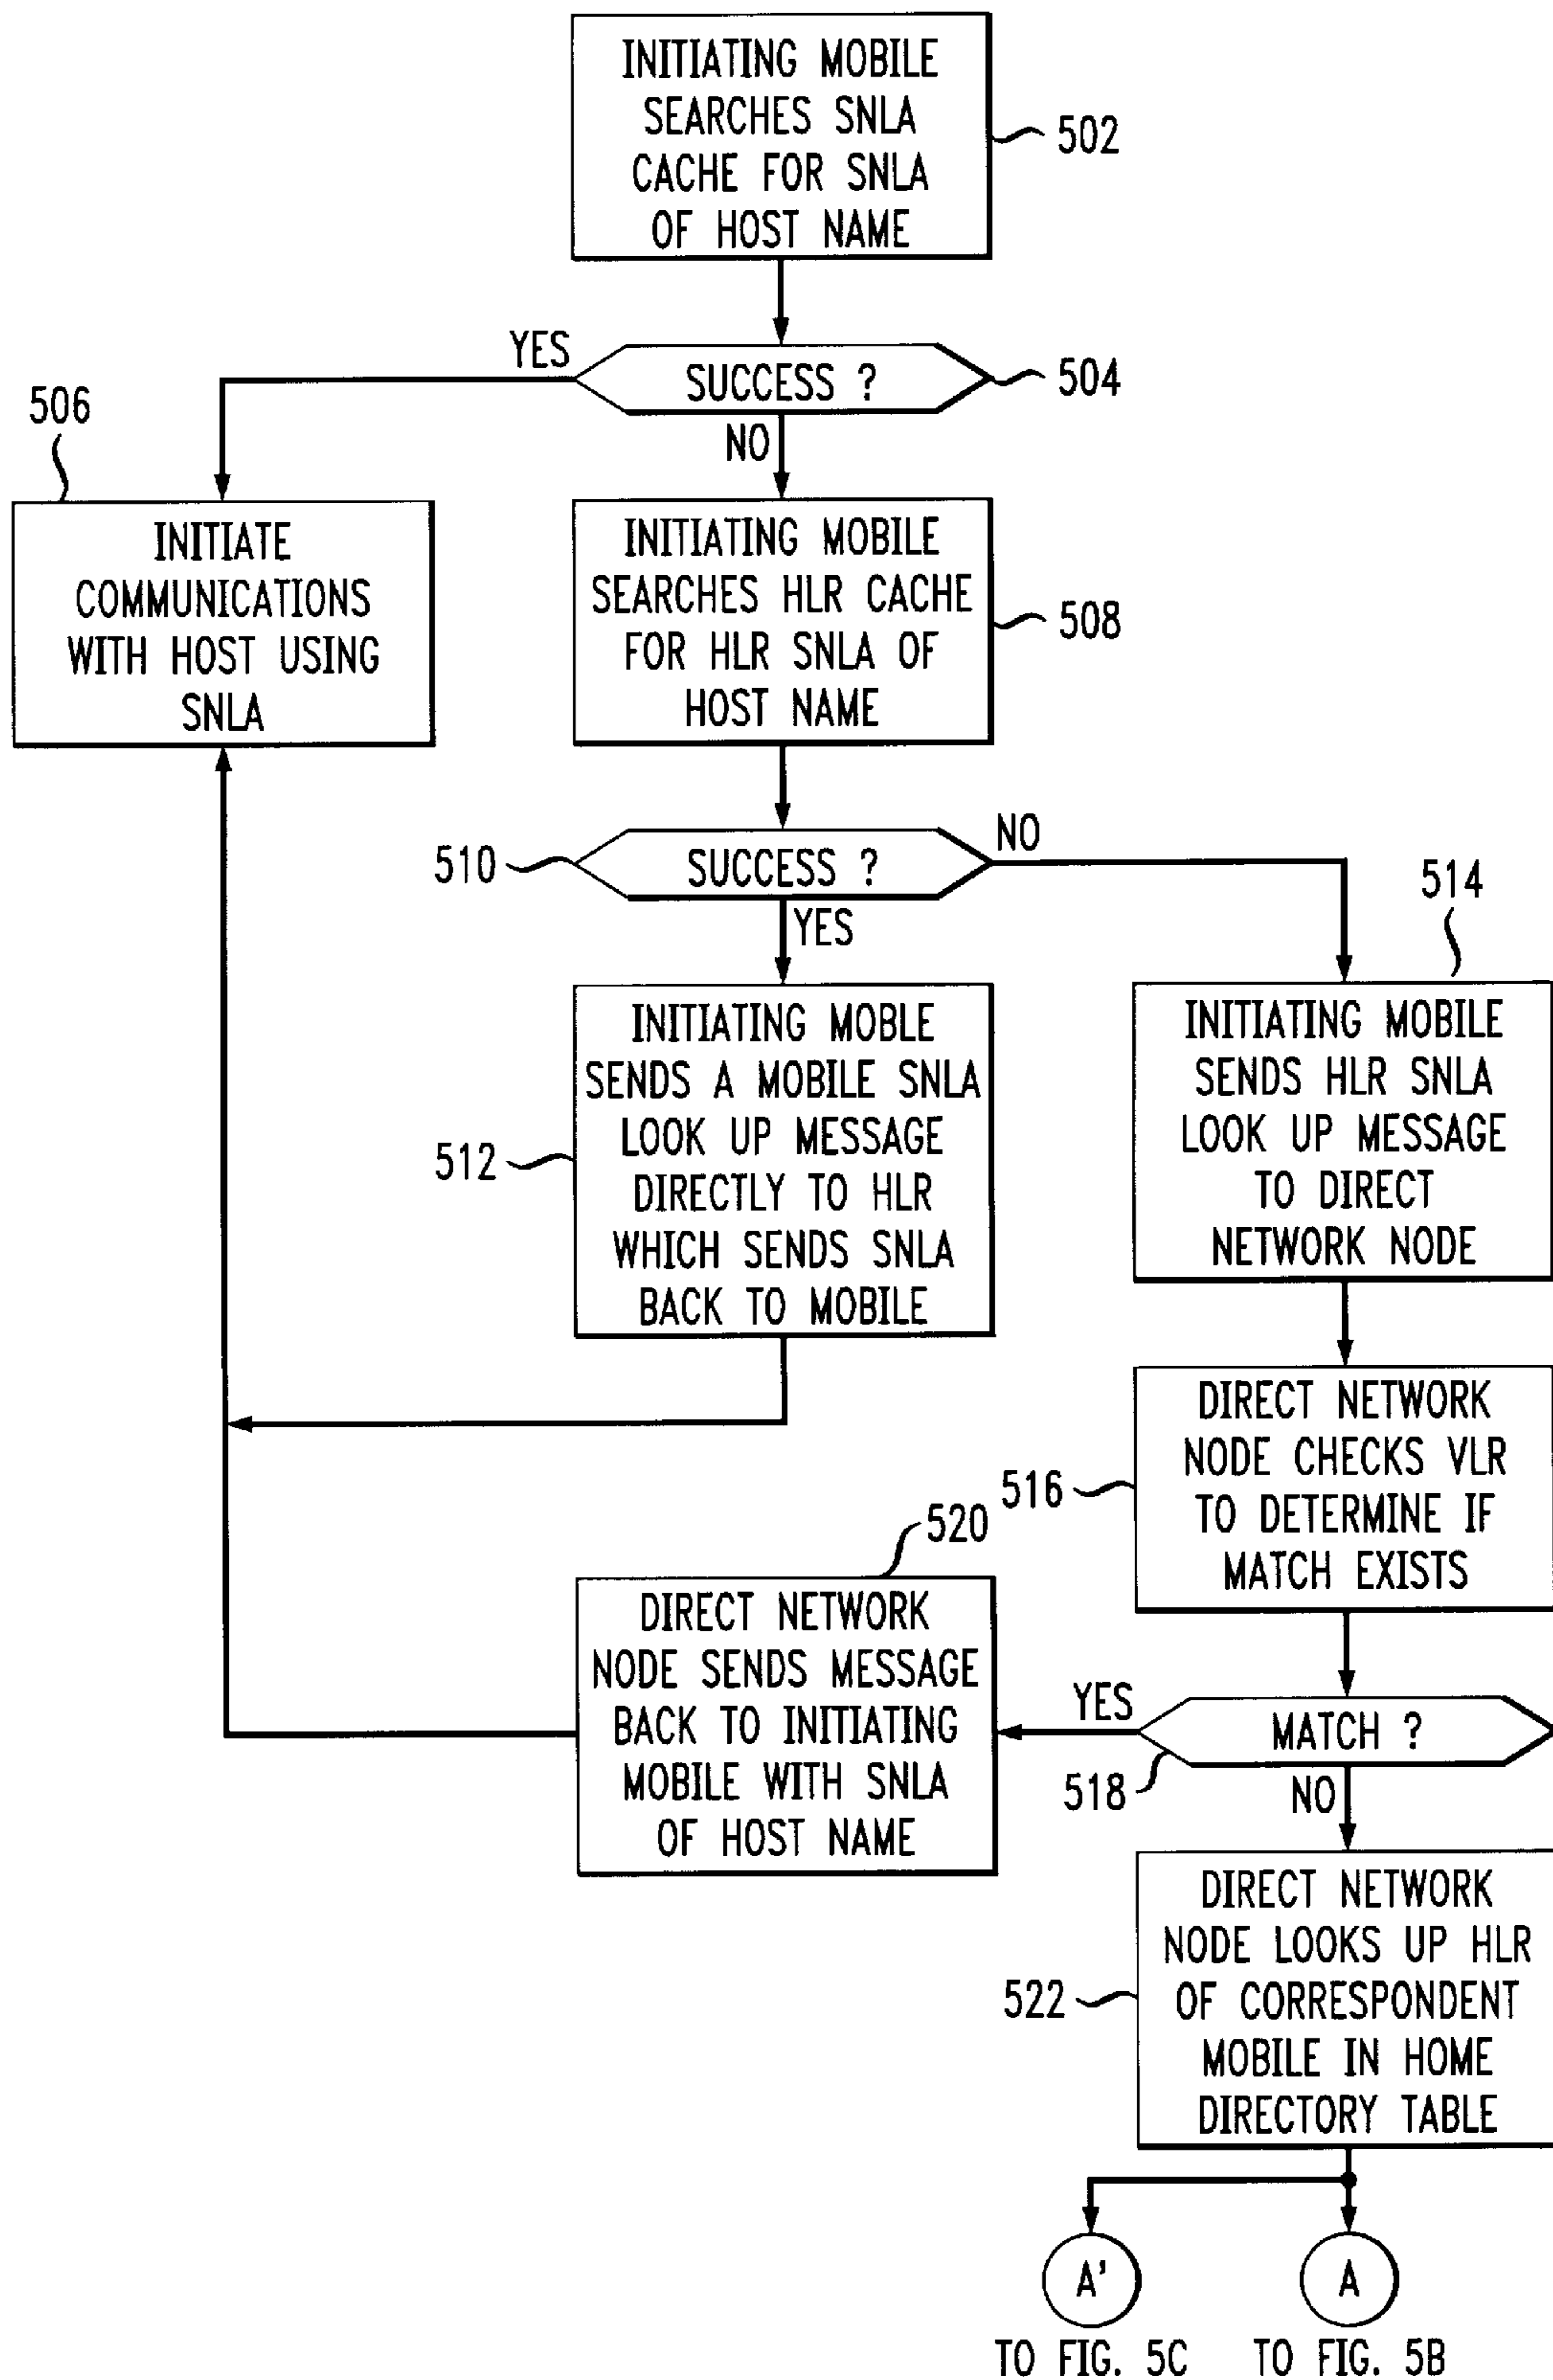 INITIATING MOBILE
SEARCHES SNLA
CACHE FOR SNLA
OF HOST NAME
502
YES
SUCCESS ?
504
NO
506
INITIATE
COMMUNICATIONS
WITH HOST USING
SNLA
INITIATING MOBILE
SEARCHES HLR CACHE
FOR HLR SNLA OF
HOST NAME
508
510
SUCCESS ?
NO
YES
514
INITIATING MOBLE
SENDS A MOBILE SNLA
LOOK UP MESSAGE
DIRECTLY TO HLR
WHICH SENDS SNLA
BACK TO MOBILE
512
INITIATING MOBILE
SENDS HLR SNLA
LOOK UP MESSAGE
TO DIRECT
NETWORK NODE
DIRECT NETWORK
NODE CHECKS VLR
TO DETERMINE IF
MATCH EXISTS
516
520
DIRECT NETWORK
NODE SENDS MESSAGE
BACK TO INITIATING
MOBILE WITH SNLA
OF HOST NAME
YES
MATCH ?
518
NO
DIRECT NETWORK
NODE LOOKS UP HLR
OF CORRESPONDENT
MOBILE IN HOME
DIRECTORY TABLE
522
A'
A
TO FIG. 5C
TO FIG. 5B